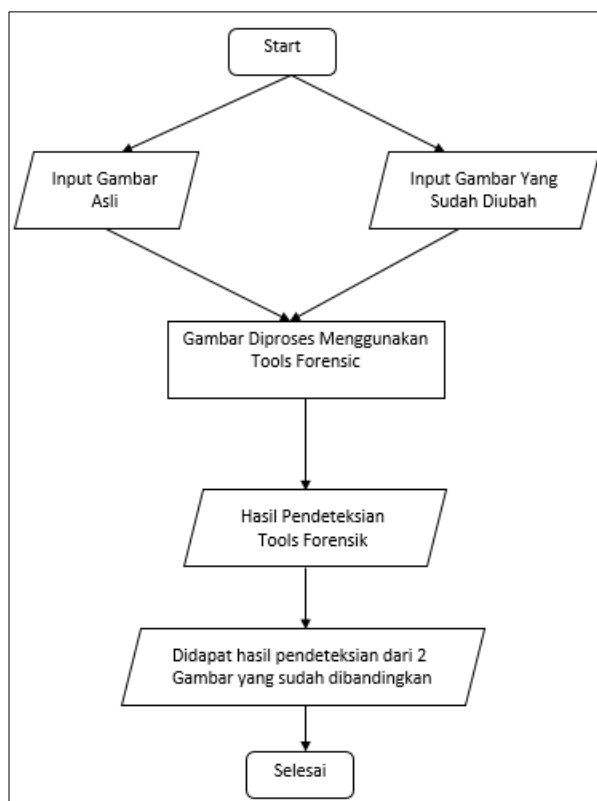 Start
Input Gambar
Asli
Input Gambar Yang
Sudah Diubah
Gambar Diproses Menggunakan
Tools Forensic
Hasil Pendeteksian
Tools Forensik
Didapat hasil pendeteksian dari 2
Gambar yang sudah dibandingkan
Selesai